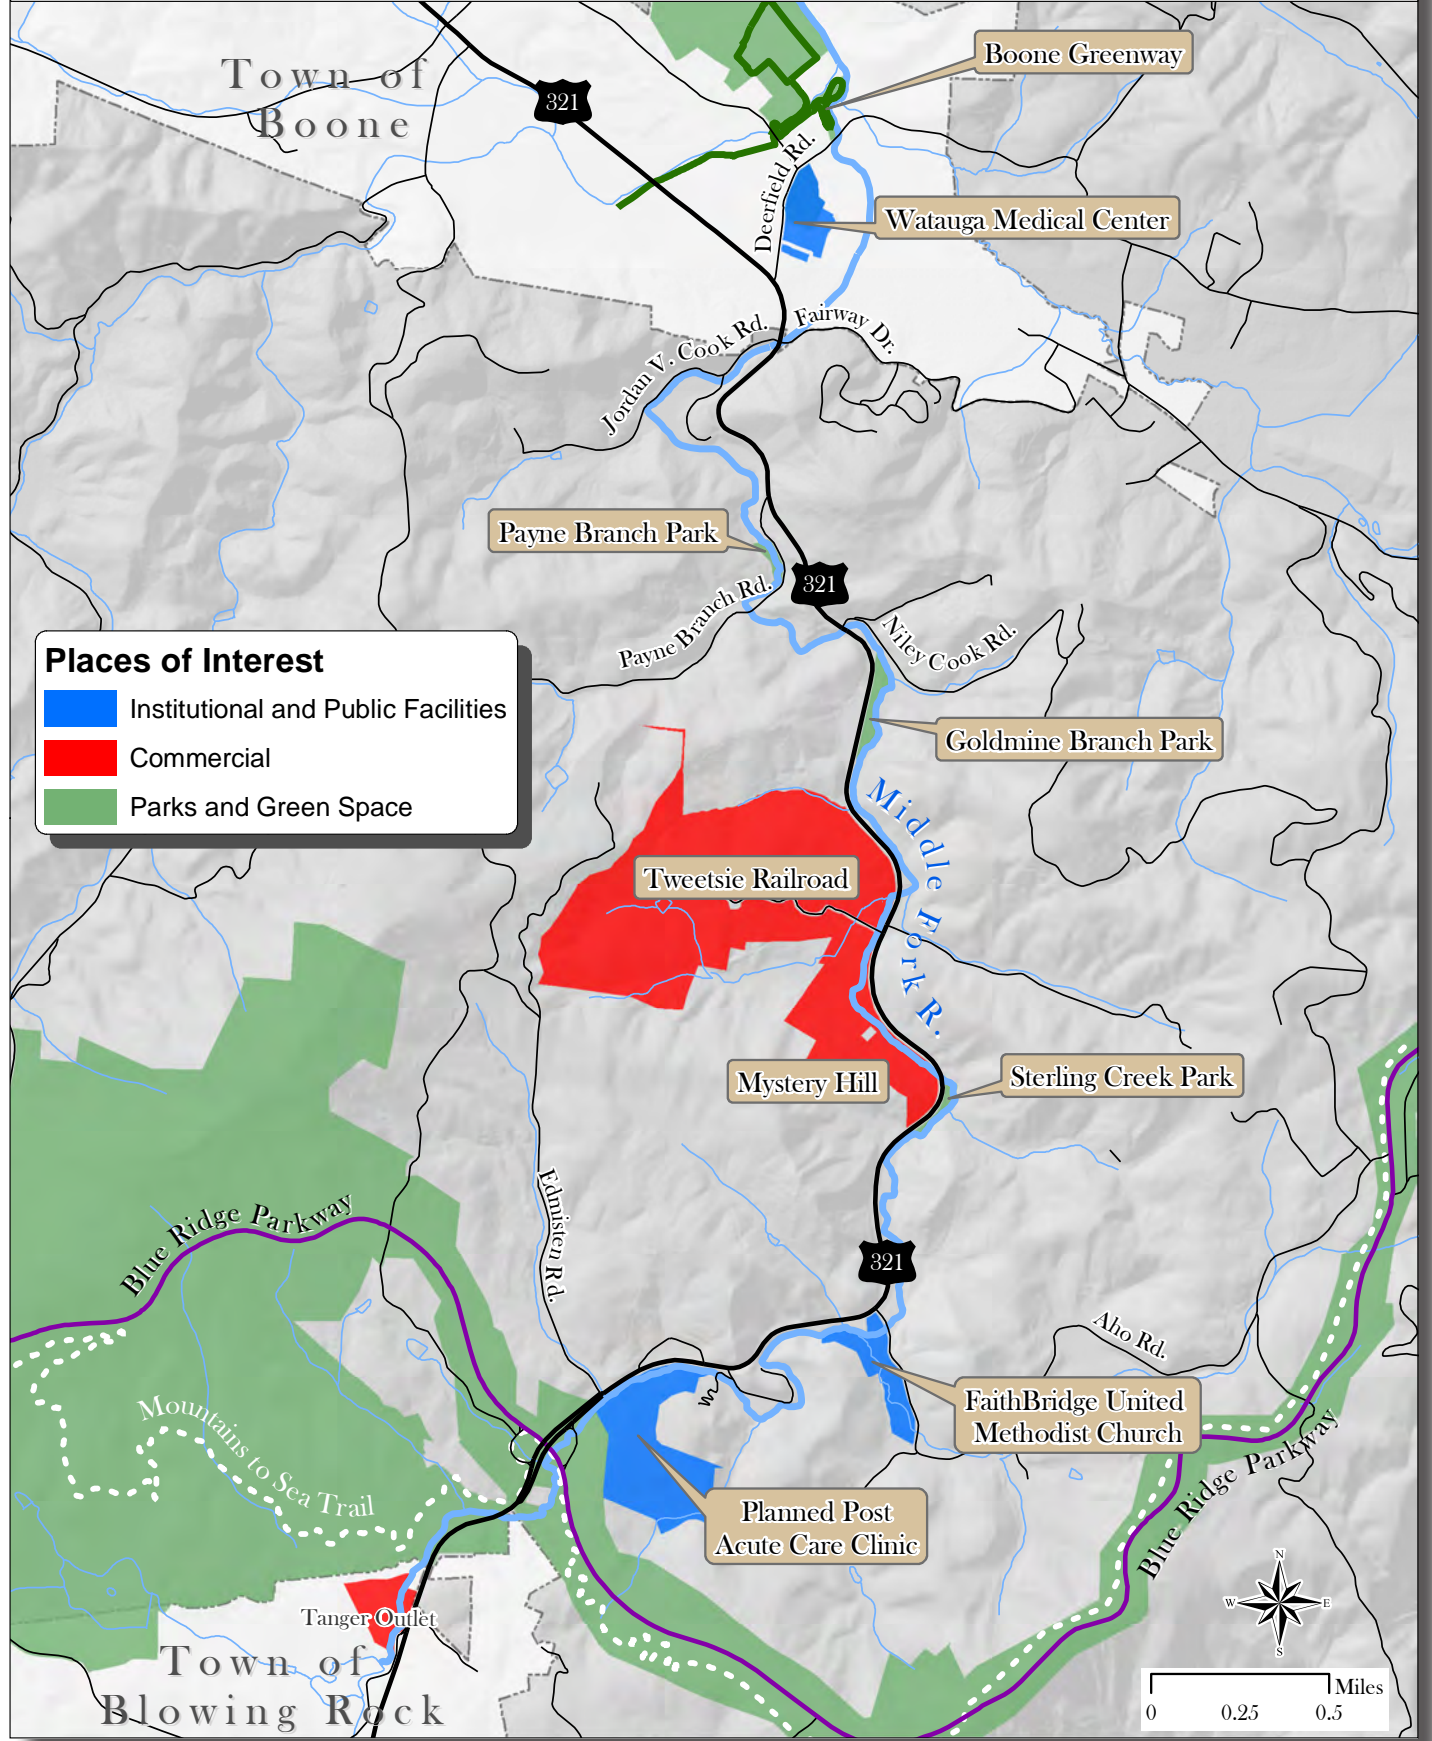 Town of
Boone
321
Boone Greenway
Deerfield Rd.
Watauga Medical Center
Jordan V. Cook Rd.
Fairway Dr.
Payne Branch Park
321
Payne Branch Rd.
Niley Cook Rd.
Places of Interest
Institutional and Public Facilities
Commercial
Parks and Green Space
Goldmine Branch Park
Middle Fork R.
Tweetsie Railroad
Mystery Hill
Sterling Creek Park
Edmisten Rd.
Blue Ridge Parkway
321
Aho Rd.
FaithBridge United
Methodist Church
Mountains to Sea Trail
Blue Ridge Parkway
Planned Post
Acute Care Clinic
Tanger Outlet
Town of
Blowing Rock
N
W E
S
Miles
0 0.25 0.5